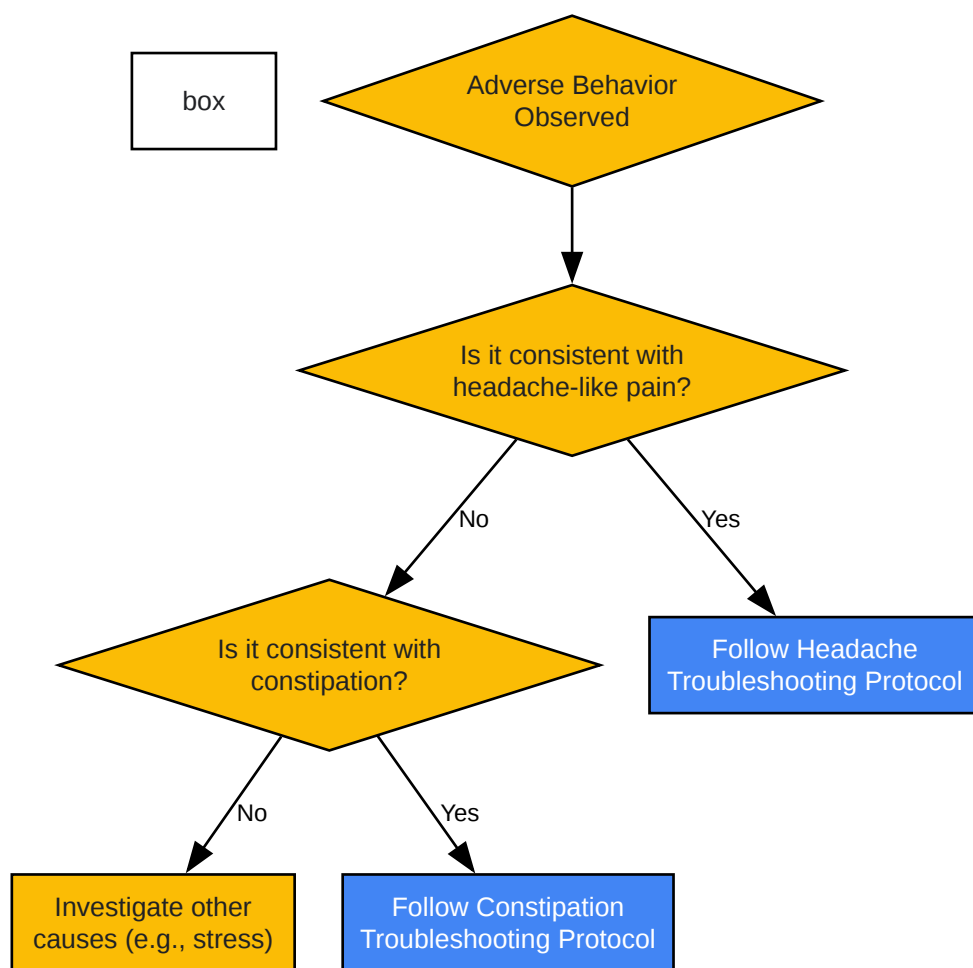 box
Adverse Behavior
Observed
Is it consistent with
headache-like pain?
No
Yes
Is it consistent with
constipation?
Follow Headache
Troubleshooting Protocol
No
Yes
Investigate other
causes (e.g., stress)
Follow Constipation
Troubleshooting Protocol